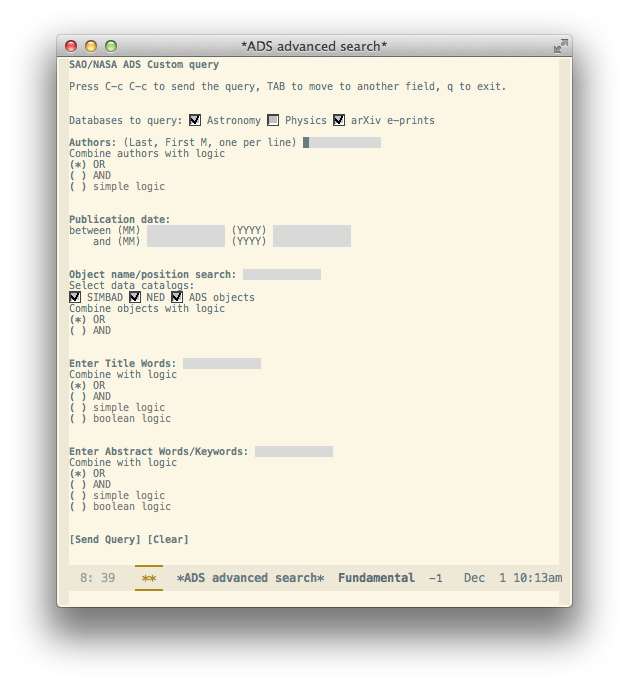 *ADS advanced search*
SAO/NASA ADS Custom query
Press C-c C-c to send the query, TAB to move to another field, q to exit.
Databases to query: Astronomy Physics arXiv e-prints
Authors: (Last, First M, one per line)
Combine authors with logic
(*) OR
( ) AND
( ) simple logic
Publication date:
between (MM) (YYYY)
and (MM) (YYYY)
Object name/position search:
Select data catalogs:
SIMBAD NED ADS objects
Combine objects with logic
(*) OR
( ) AND
Enter Title Words:
Combine with logic
(*) OR
( ) AND
( ) simple logic
( ) boolean logic
Enter Abstract Words/Keywords:
Combine with logic
(*) OR
( ) AND
( ) simple logic
( ) boolean logic
[Send Query] [Clear]
8: 39 ** *ADS advanced search* Fundamental -1 Dec 1 10:13am